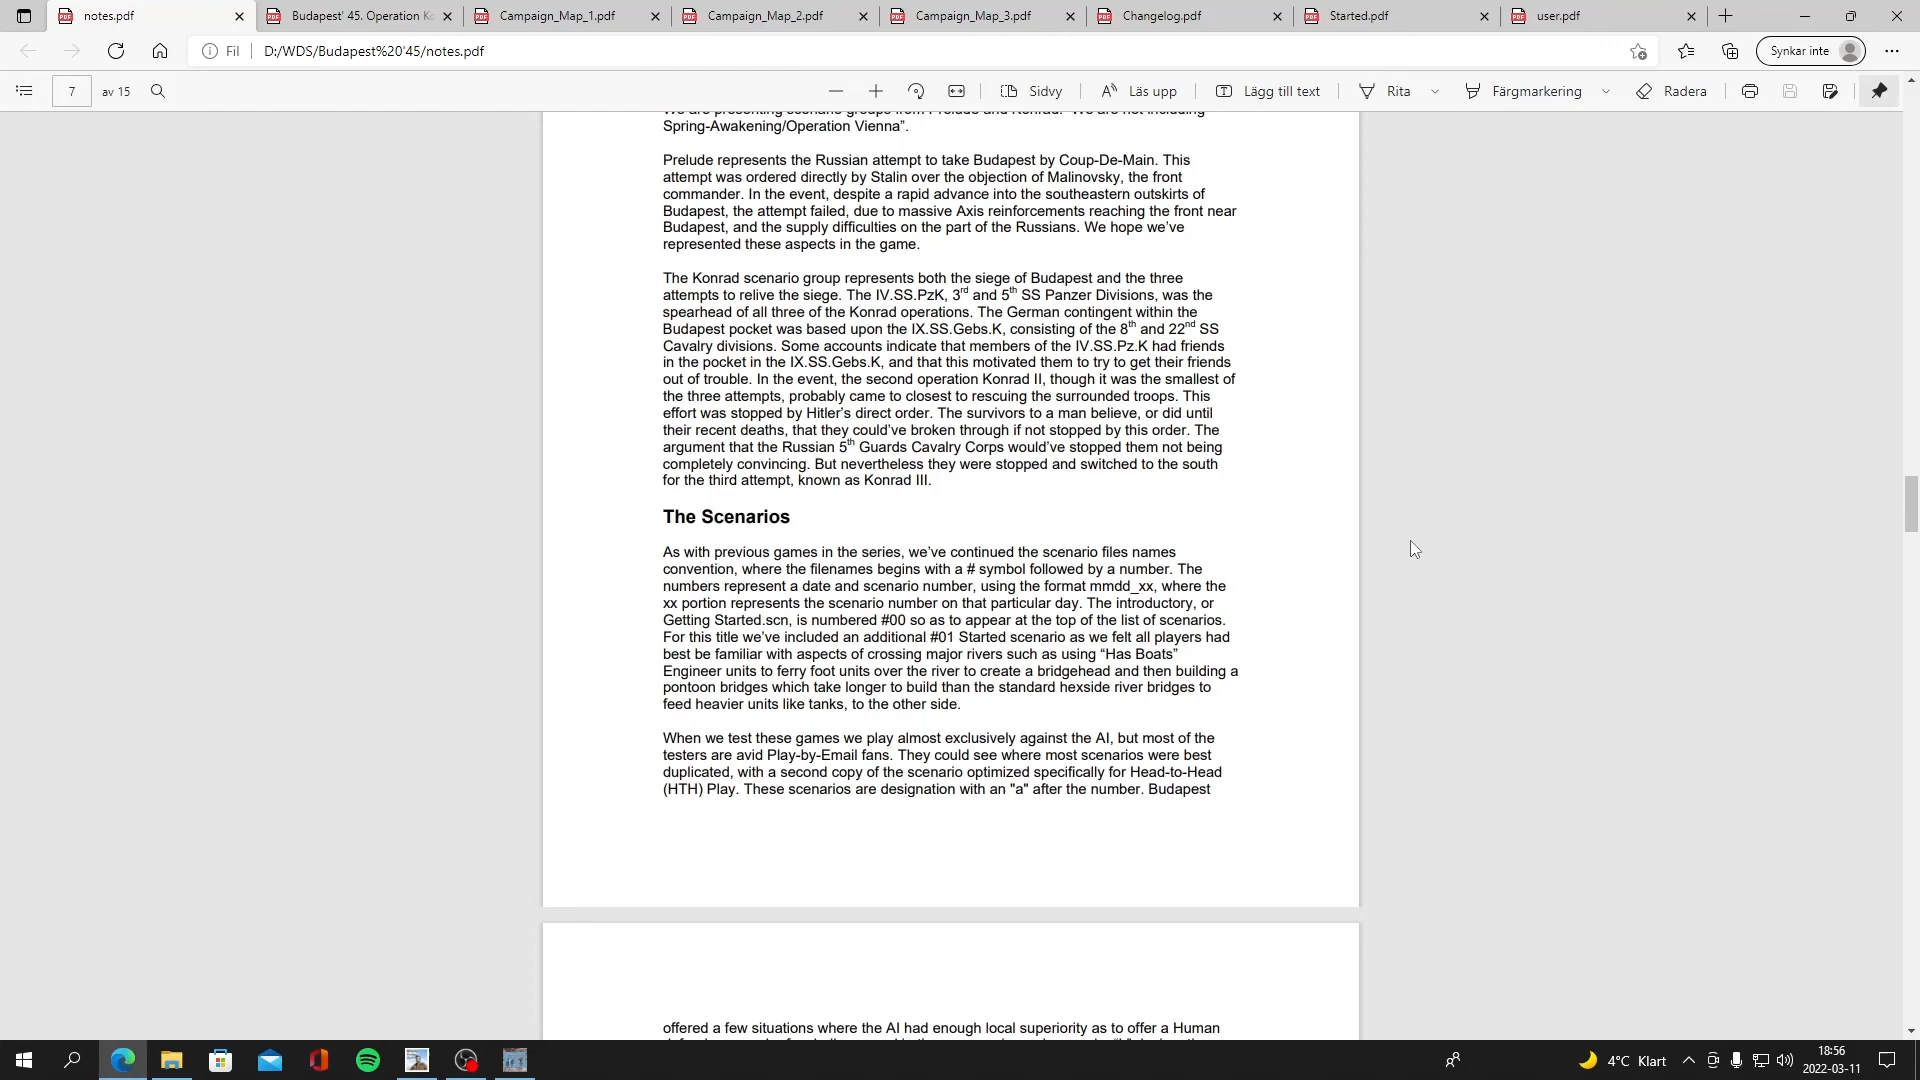 notes.pdf
Budapest' 45. Operation Ko
Campaign_Map_1.pdf
Campaign_Map_2.pdf
Campaign_Map_3.pdf
Changelog.pdf
Started.pdf
user.pdf
Fil
D:/WDS/Budapest%20'45/notes.pdf
Synkar inte
7
av 15
Sidvy
Läs upp
Lägg till text
Rita
Färgmarkering
Radera
We are presenting scenario groups from Prelude and Konrad. "We are not including
Spring-Awakening/Operation Vienna”.
Prelude represents the Russian attempt to take Budapest by Coup-De-Main. This
attempt was ordered directly by Stalin over the objection of Malinovsky, the front
commander. In the event, despite a rapid advance into the southeastern outskirts of
Budapest, the attempt failed, due to massive Axis reinforcements reaching the front near
Budapest, and the supply difficulties on the part of the Russians. We hope we’ve
represented these aspects in the game.
The Konrad scenario group represents both the siege of Budapest and the three
attempts to relive the siege. The IV.SS.PzK, 3rd and 5th SS Panzer Divisions, was the
spearhead of all three of the Konrad operations. The German contingent within the
Budapest pocket was based upon the IX.SS.Gebs.K, consisting of the 8th and 22nd SS
Cavalry divisions. Some accounts indicate that members of the IV.SS.Pz.K had friends
in the pocket in the IX.SS.Gebs.K, and that this motivated them to try to get their friends
out of trouble. In the event, the second operation Konrad II, though it was the smallest of
the three attempts, probably came to closest to rescuing the surrounded troops. This
effort was stopped by Hitler’s direct order. The survivors to a man believe, or did until
their recent deaths, that they could’ve broken through if not stopped by this order. The
argument that the Russian 5th Guards Cavalry Corps would’ve stopped them not being
completely convincing. But nevertheless they were stopped and switched to the south
for the third attempt, known as Konrad III.
The Scenarios
As with previous games in the series, we’ve continued the scenario files names
convention, where the filenames begins with a # symbol followed by a number. The
numbers represent a date and scenario number, using the format mmdd_xx, where the
xx portion represents the scenario number on that particular day. The introductory, or
Getting Started.scn, is numbered #00 so as to appear at the top of the list of scenarios.
For this title we’ve included an additional #01 Started scenario as we felt all players had
best be familiar with aspects of crossing major rivers such as using “Has Boats”
Engineer units to ferry foot units over the river to create a bridgehead and then building a
pontoon bridges which take longer to build than the standard hexside river bridges to
feed heavier units like tanks, to the other side.
When we test these games we play almost exclusively against the AI, but most of the
testers are avid Play-by-Email fans. They could see where most scenarios were best
duplicated, with a second copy of the scenario optimized specifically for Head-to-Head
(HTH) Play. These scenarios are designation with an "a" after the number. Budapest
offered a few situations where the AI had enough local superiority as to offer a Human
4°C Klart
18:56
2022-03-11